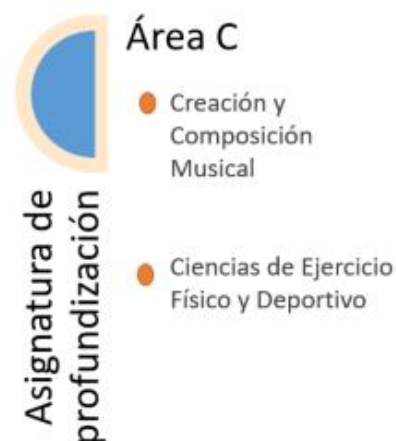 Área C
Creación y
Composición
Musical
Ciencias de Ejercicio
Físico y Deportivo
Asignatura de
profundización